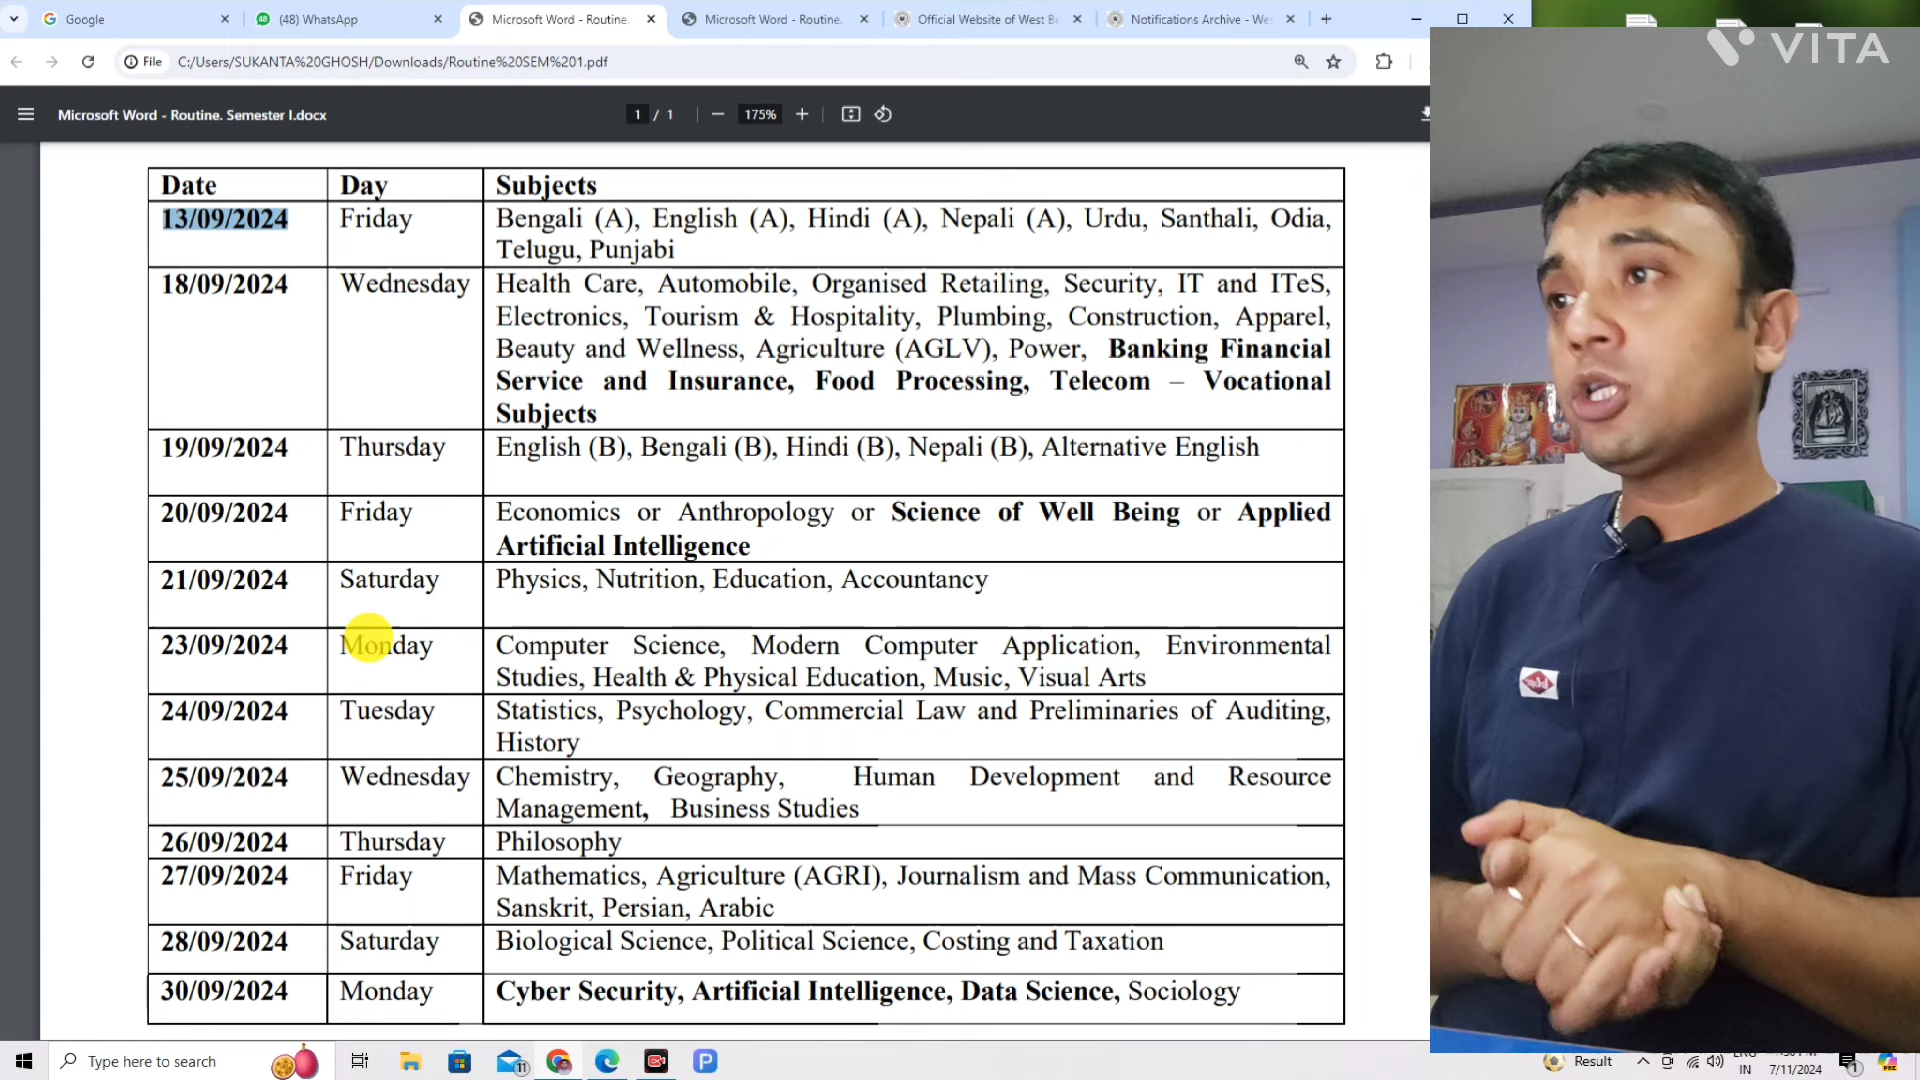 Google
(48) WhatsApp
Microsoft Word - Routine.
Microsoft Word - Routine.
Official Website of West Be
Notifications Archive - Wes
File C:/Users/SUKANTA%20GHOSH/Downloads/Routine%20SEM%201.pdf
VITA
Microsoft Word - Routine. Semester I.docx
1 / 1
175%
Date Day Subjects
13/09/2024 Friday Bengali (A), English (A), Hindi (A), Nepali (A), Urdu, Santhali, Odia,
Telugu, Punjabi
18/09/2024 Wednesday Health Care, Automobile, Organised Retailing, Security, IT and ITeS,
Electronics, Tourism & Hospitality, Plumbing, Construction, Apparel,
Beauty and Wellness, Agriculture (AGLV), Power, Banking Financial
Service and Insurance, Food Processing, Telecom – Vocational
Subjects
19/09/2024 Thursday English (B), Bengali (B), Hindi (B), Nepali (B), Alternative English
20/09/2024 Friday Economics or Anthropology or Science of Well Being or Applied
Artificial Intelligence
21/09/2024 Saturday Physics, Nutrition, Education, Accountancy
23/09/2024 Monday Computer Science, Modern Computer Application, Environmental
Studies, Health & Physical Education, Music, Visual Arts
24/09/2024 Tuesday Statistics, Psychology, Commercial Law and Preliminaries of Auditing,
History
25/09/2024 Wednesday Chemistry, Geography, Human Development and Resource
Management, Business Studies
26/09/2024 Thursday Philosophy
27/09/2024 Friday Mathematics, Agriculture (AGRI), Journalism and Mass Communication,
Sanskrit, Persian, Arabic
28/09/2024 Saturday Biological Science, Political Science, Costing and Taxation
30/09/2024 Monday Cyber Security, Artificial Intelligence, Data Science, Sociology
Type here to search
11
Result
IN
7/11/2024
1